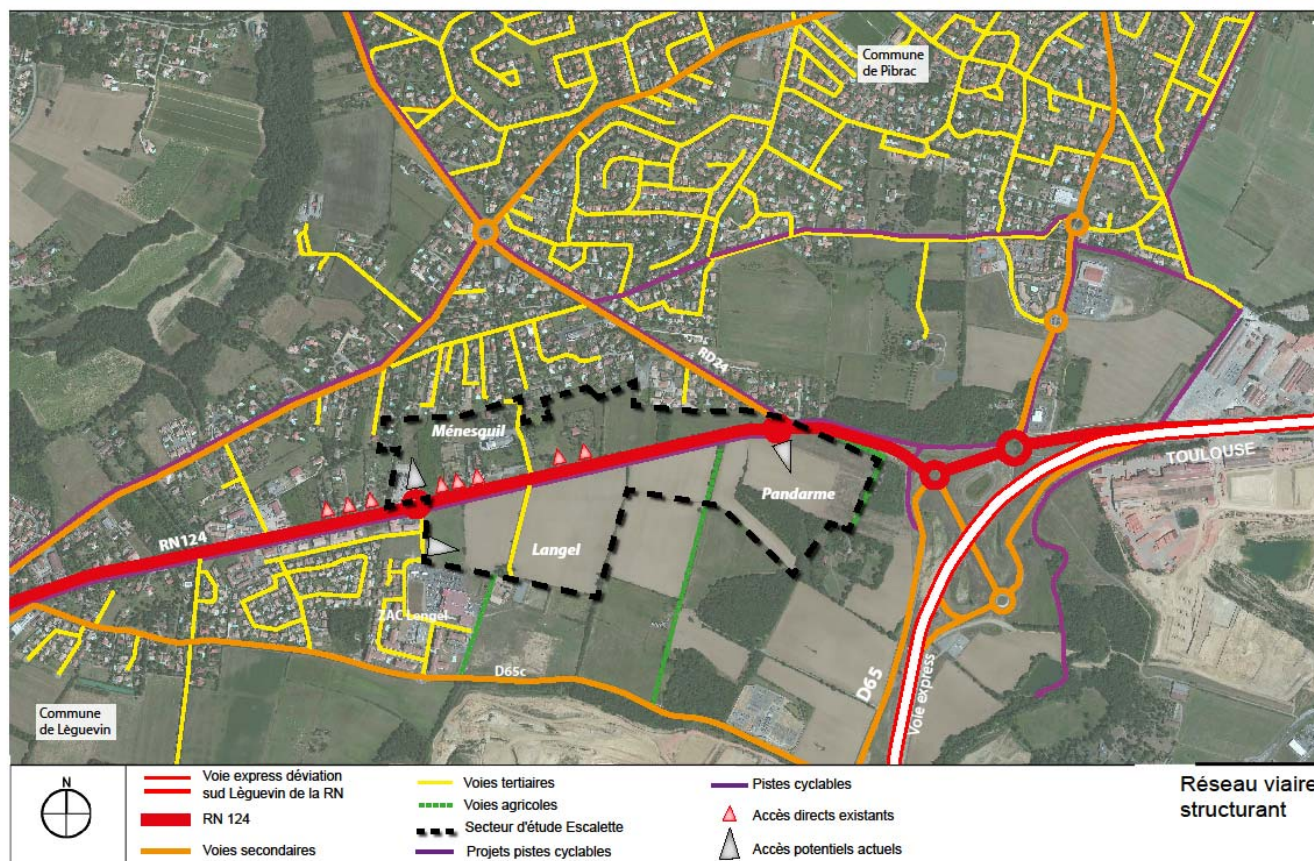 Commune
de Pibrac
RD24
Ménesquil
RN124
Langel
Pandarme
TOULOUSE
ZAC Langel
D65c
D65
Voie express
Commune
de Lèguevin
N
Voie express déviation
sud Lèguevin de la RN
RN 124
Voies secondaires
Voies tertiaires
Voies agricoles
Secteur d'étude Escalette
Projets pistes cyclables
Pistes cyclables
Accès directs existants
Accès potentiels actuels
Réseau viaire
structurant